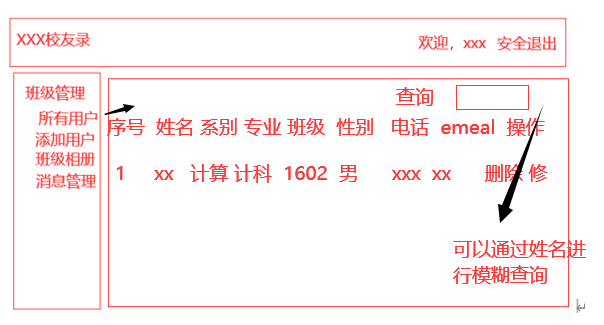 XXX校友录
欢迎，xxx 安全退出
班级管理
所有用户
添加用户
班级相册
消息管理
查询
序号 姓名 系别 专业 班级 性别 电话 emeal 操作
1 xx 计算 计科 1602 男 xxx xx 删除 修
可以通过姓名进
行模糊查询